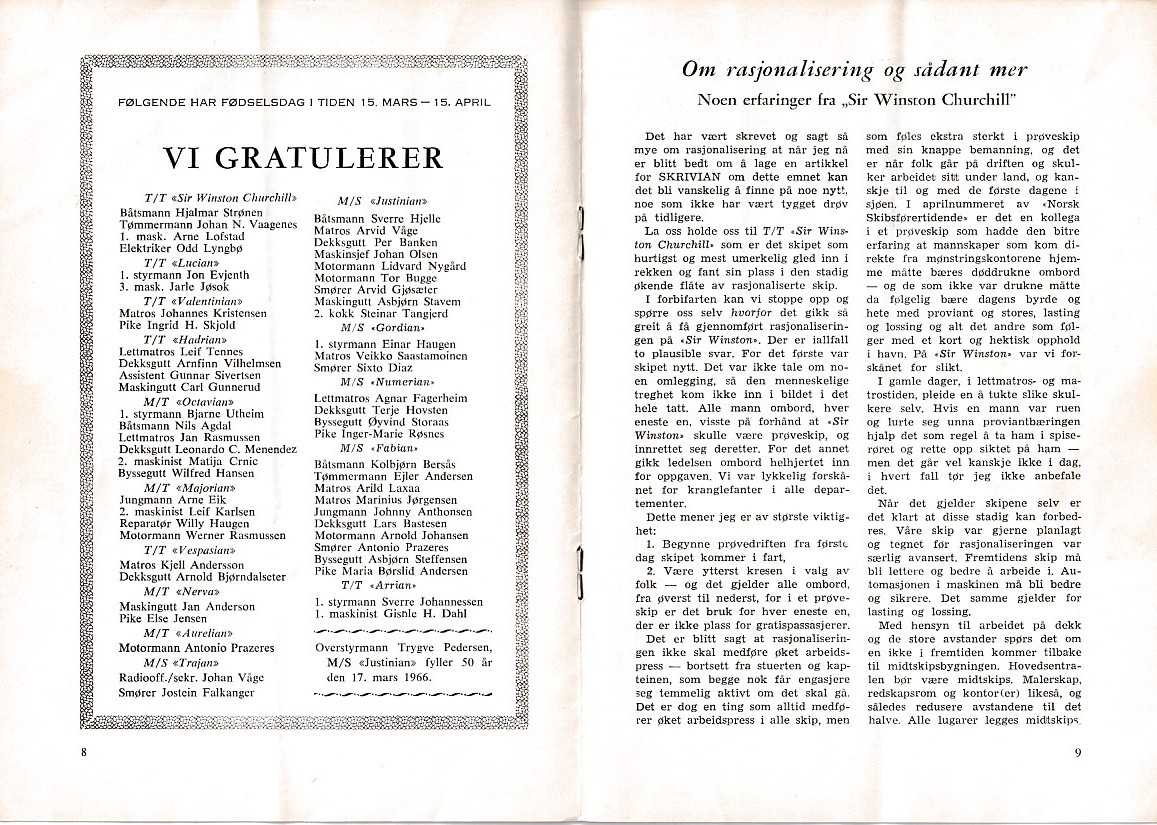 FØLGENDE HAR FØDSELSDAG I TIDEN 15. MARS — 15. APRIL
VI GRATULERER
T/T «Sir Winston Churchill»
Båtsmann Hjalmar Strønen
Tømmermann Johan N. Vaagenes
1. mask. Arne Lofstad
Elektriker Odd Lyngbø
T/T «Lucian»
1. styrmann Jon Evjenth
3. mask. Jarle Jøsok
T/T «Valentinian»
Matros Johannes Kristensen
Pike Ingrid H. Skjold
T/T «Hadrian»
Lettmatros Leif Tennes
Dekksgutt Arnfinn Vilhelmsen
Assistent Gunnar Sivertsen
Maskingutt Carl Gunnerud
M/T «Octavian»
1. styrmann Bjarne Utheim
Båtsmann Nils Agdal
Lettmatros Jan Rasmussen
Dekksgutt Leonardo C. Menendez
2. maskinist Matija Crnic
Byssegutt Wilfred Hansen
M/T «Majorian»
Jungmann Arne Eik
2. maskinist Leif Karlsen
Reparatør Willy Haugen
Motormann Werner Rasmussen
T/T «Vespasian»
Matros Kjell Andersson
Dekksgutt Arnold Bjørndalseter
M/T «Nerva»
Maskingutt Jan Anderson
Pike Else Jensen
M/T «Aurelian»
Motormann Antonio Prazeres
M/S «Trajan»
Radiooff./sekr. Johan Våge
Smører Jostein Falkanger
M/S «Justinian»
Båtsmann Sverre Hjelle
Matros Arvid Våge
Dekksgutt Per Banken
Maskinsjef Johan Olsen
Motormann Lidvard Nygård
Motormann Tor Bugge
Smører Arvid Gjøsæter
Maskingutt Asbjørn Stavem
2. kokk Steinar Tangjerd
M/S «Gordian»
1. styrmann Einar Haugen
Matros Veikko Saastamoinen
Smører Sixto Diaz
M/S «Numerian»
Lettmatros Agnar Fagerheim
Dekksgutt Terje Hovsten
Byssegutt Øyvind Storaas
Pike Inger-Marie Røsnes
M/S «Fabian»
Båtsmann Kolbjørn Bersås
Tømmermann Ejler Andersen
Matros Arild Laxaa
Matros Marinius Jørgensen
Jungmann Johnny Anthonsen
Dekksgutt Lars Bastesen
Motormann Arnold Johansen
Smører Antonio Prazeres
Byssegutt Asbjørn Steffensen
Pike Maria Børslid Andersen
T/T «Arrian»
1. styrmann Sverre Johannessen
1. maskinist Gisnle H. Dahl
Overstyrmann Trygve Pedersen,
M/S «Justinian» fyller 50 år
den 17. mars 1966.
8
Om rasjonalisering og sådant mer
Noen erfaringer fra „Sir Winston Churchill”
Det har vært skrevet og sagt så
mye om rasjonalisering at når jeg nå
er blitt bedt om å lage en artikkel
for SKRIVIAN om dette emnet kan
det bli vanskelig å finne på noe nytt,
noe som ikke har vært tygget drøv
på tidligere.
La oss holde oss til T/T «Sir Wins-
ton Churchill» som er det skipet som
hurtigst og mest umerkelig gled inn i
rekken og fant sin plass i den stadig
økende flåte av rasjonaliserte skip.
I forbifarten kan vi stoppe opp og
spørre oss selv hvorfor det gikk så
greit å få gjennomført rasjonaliserin-
gen på «Sir Winston». Der er iallfall
to plausible svar. For det første var
skipet nytt. Det var ikke tale om no-
en omlegging, så den menneskelige
treghet kom ikke inn i bildet i det
hele tatt. Alle mann ombord, hver
eneste en, visste på forhånd at «Sir
Winston» skulle være prøveskip, og
innrettet seg deretter. For det annet
gikk ledelsen ombord helhjertet inn
for oppgaven. Vi var lykkelig forskå-
net for kranglefanter i alle depar-
tementer.
Dette mener jeg er av største viktig-
het:
1. Begynne prøvedriften fra første
dag skipet kommer i fart,
2. Være ytterst kresen i valg av
folk — og det gjelder alle ombord,
fra øverst til nederst, for i et prøve-
skip er det bruk for hver eneste en,
der er ikke plass for gratispassasjerer.
Det er blitt sagt at rasjonaliserin-
gen ikke skal medføre øket arbeids-
press — bortsett fra stuerten og kap-
teinen, som begge nok får engasjere
seg temmelig aktivt om det skal gå.
Det er dog en ting som alltid medfø-
rer øket arbeidspress i alle skip, men
som føles ekstra sterkt i prøveskip
med sin knappe bemanning, og det
er når folk går på driften og skul-
ker arbeidet sitt under land, og kan-
skje til og med de første dagene i
sjøen. I aprilnummeret av «Norsk
Skibsførertidende» er det en kollega
i et prøveskip som hadde den bitre
erfaring at mannskaper som kom di-
rekte fra mønstringskontorene hjem-
me måtte bæres døddrukne ombord
— og de som ikke var drukne måtte
da følgelig bære dagens byrde og
hete med proviant og stores, lasting
og lossing og alt det andre som føl-
ger med et kort og hektisk opphold
i havn. På «Sir Winston» var vi for-
skånet for slikt.
I gamle dager, i lettmatros- og ma-
trostiden, pleide en å tukte slike skul-
kere selv. Hvis en mann var ruen
og lurte seg unna proviantbæringen
hjalp det som regel å ta ham i spise-
røret og rette opp siktet på ham —
men det går vel kanskje ikke i dag,
i hvert fall tør jeg ikke anbefale
det.
Når det gjelder skipene selv er
det klart at disse stadig kan forbed-
res. Våre skip var gjerne planlagt
og tegnet før rasjonaliseringen var
særlig avansert. Fremtidens skip må
bli lettere og bedre å arbeide i. Au-
tomasjonen i maskinen må bli bedre
og sikrere. Det samme gjelder for
lasting og lossing.
Med hensyn til arbeidet på dekk
og de store avstander spørs det om
en ikke i fremtiden kommer tilbake
til midtskipsbygningen. Hovedsentra-
len bør være midtskips. Malerskap,
redskapsrom og kontor(er) likeså, og
således redusere avstandene til det
halve. Alle lugarer legges midtskips,
9